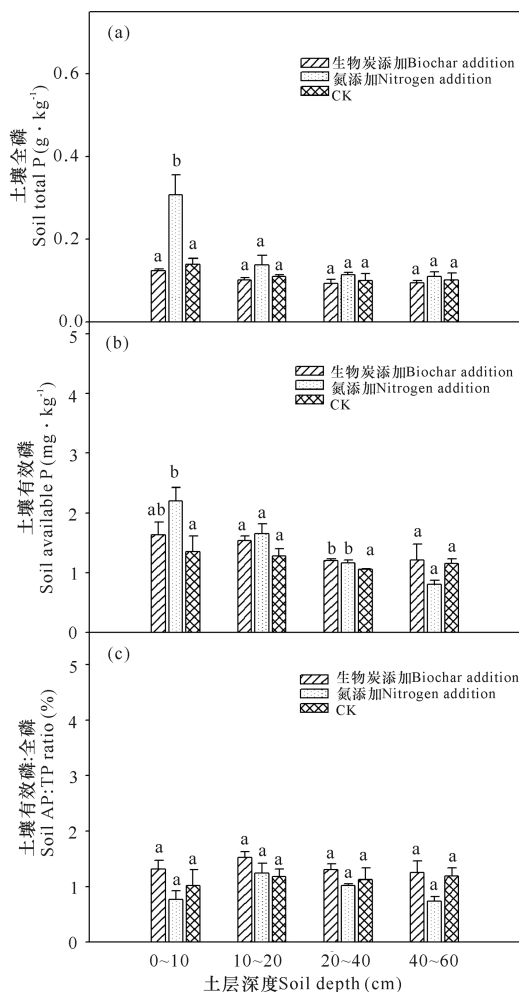 (a)
生物炭添加Biochar addition
氮添加Nitrogen addition
CK
土壤全磷
Soil total P (g·kg⁻¹)
0.6
0.4
0.2
0.0
a b a
a a a
a a a
a a a
(b)
生物炭添加Biochar addition
氮添加Nitrogen addition
CK
土壤有效磷
Soil available P (mg·kg⁻¹)
5
4
3
2
1
0
ab b a
a a a
b b a
a a a
(c)
生物炭添加Biochar addition
氮添加Nitrogen addition
CK
土壤有效磷:全磷
Soil AP:TP ratio (%)
5
4
3
2
1
0
a a a
a a a
a a a
a a a
0~10 10~20 20~40 40~60
土层深度Soil depth (cm)